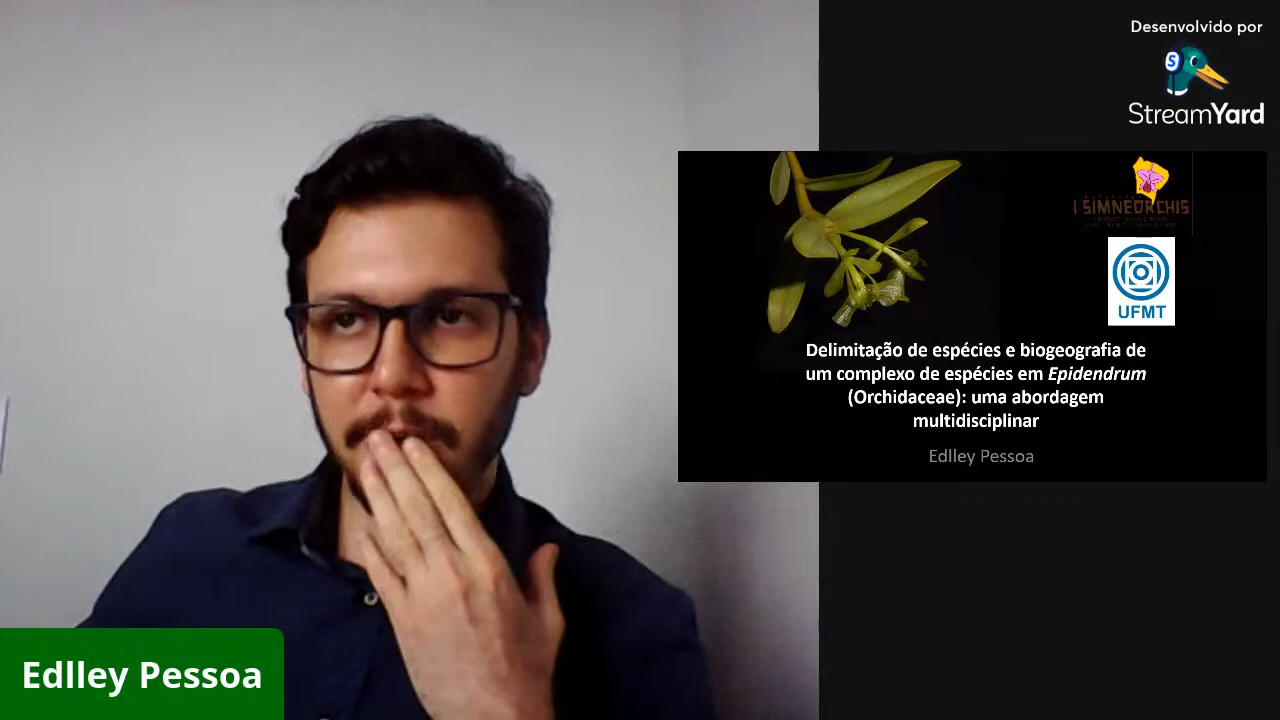 Desenvolvido por
StreamYard
S
I SIMNEORCHIS
UFMT
Delimitação de espécies e biogeografia de
um complexo de espécies em Epidendrum
(Orchidaceae): uma abordagem
multidisciplinar
Edlley Pessoa
Edlley Pessoa